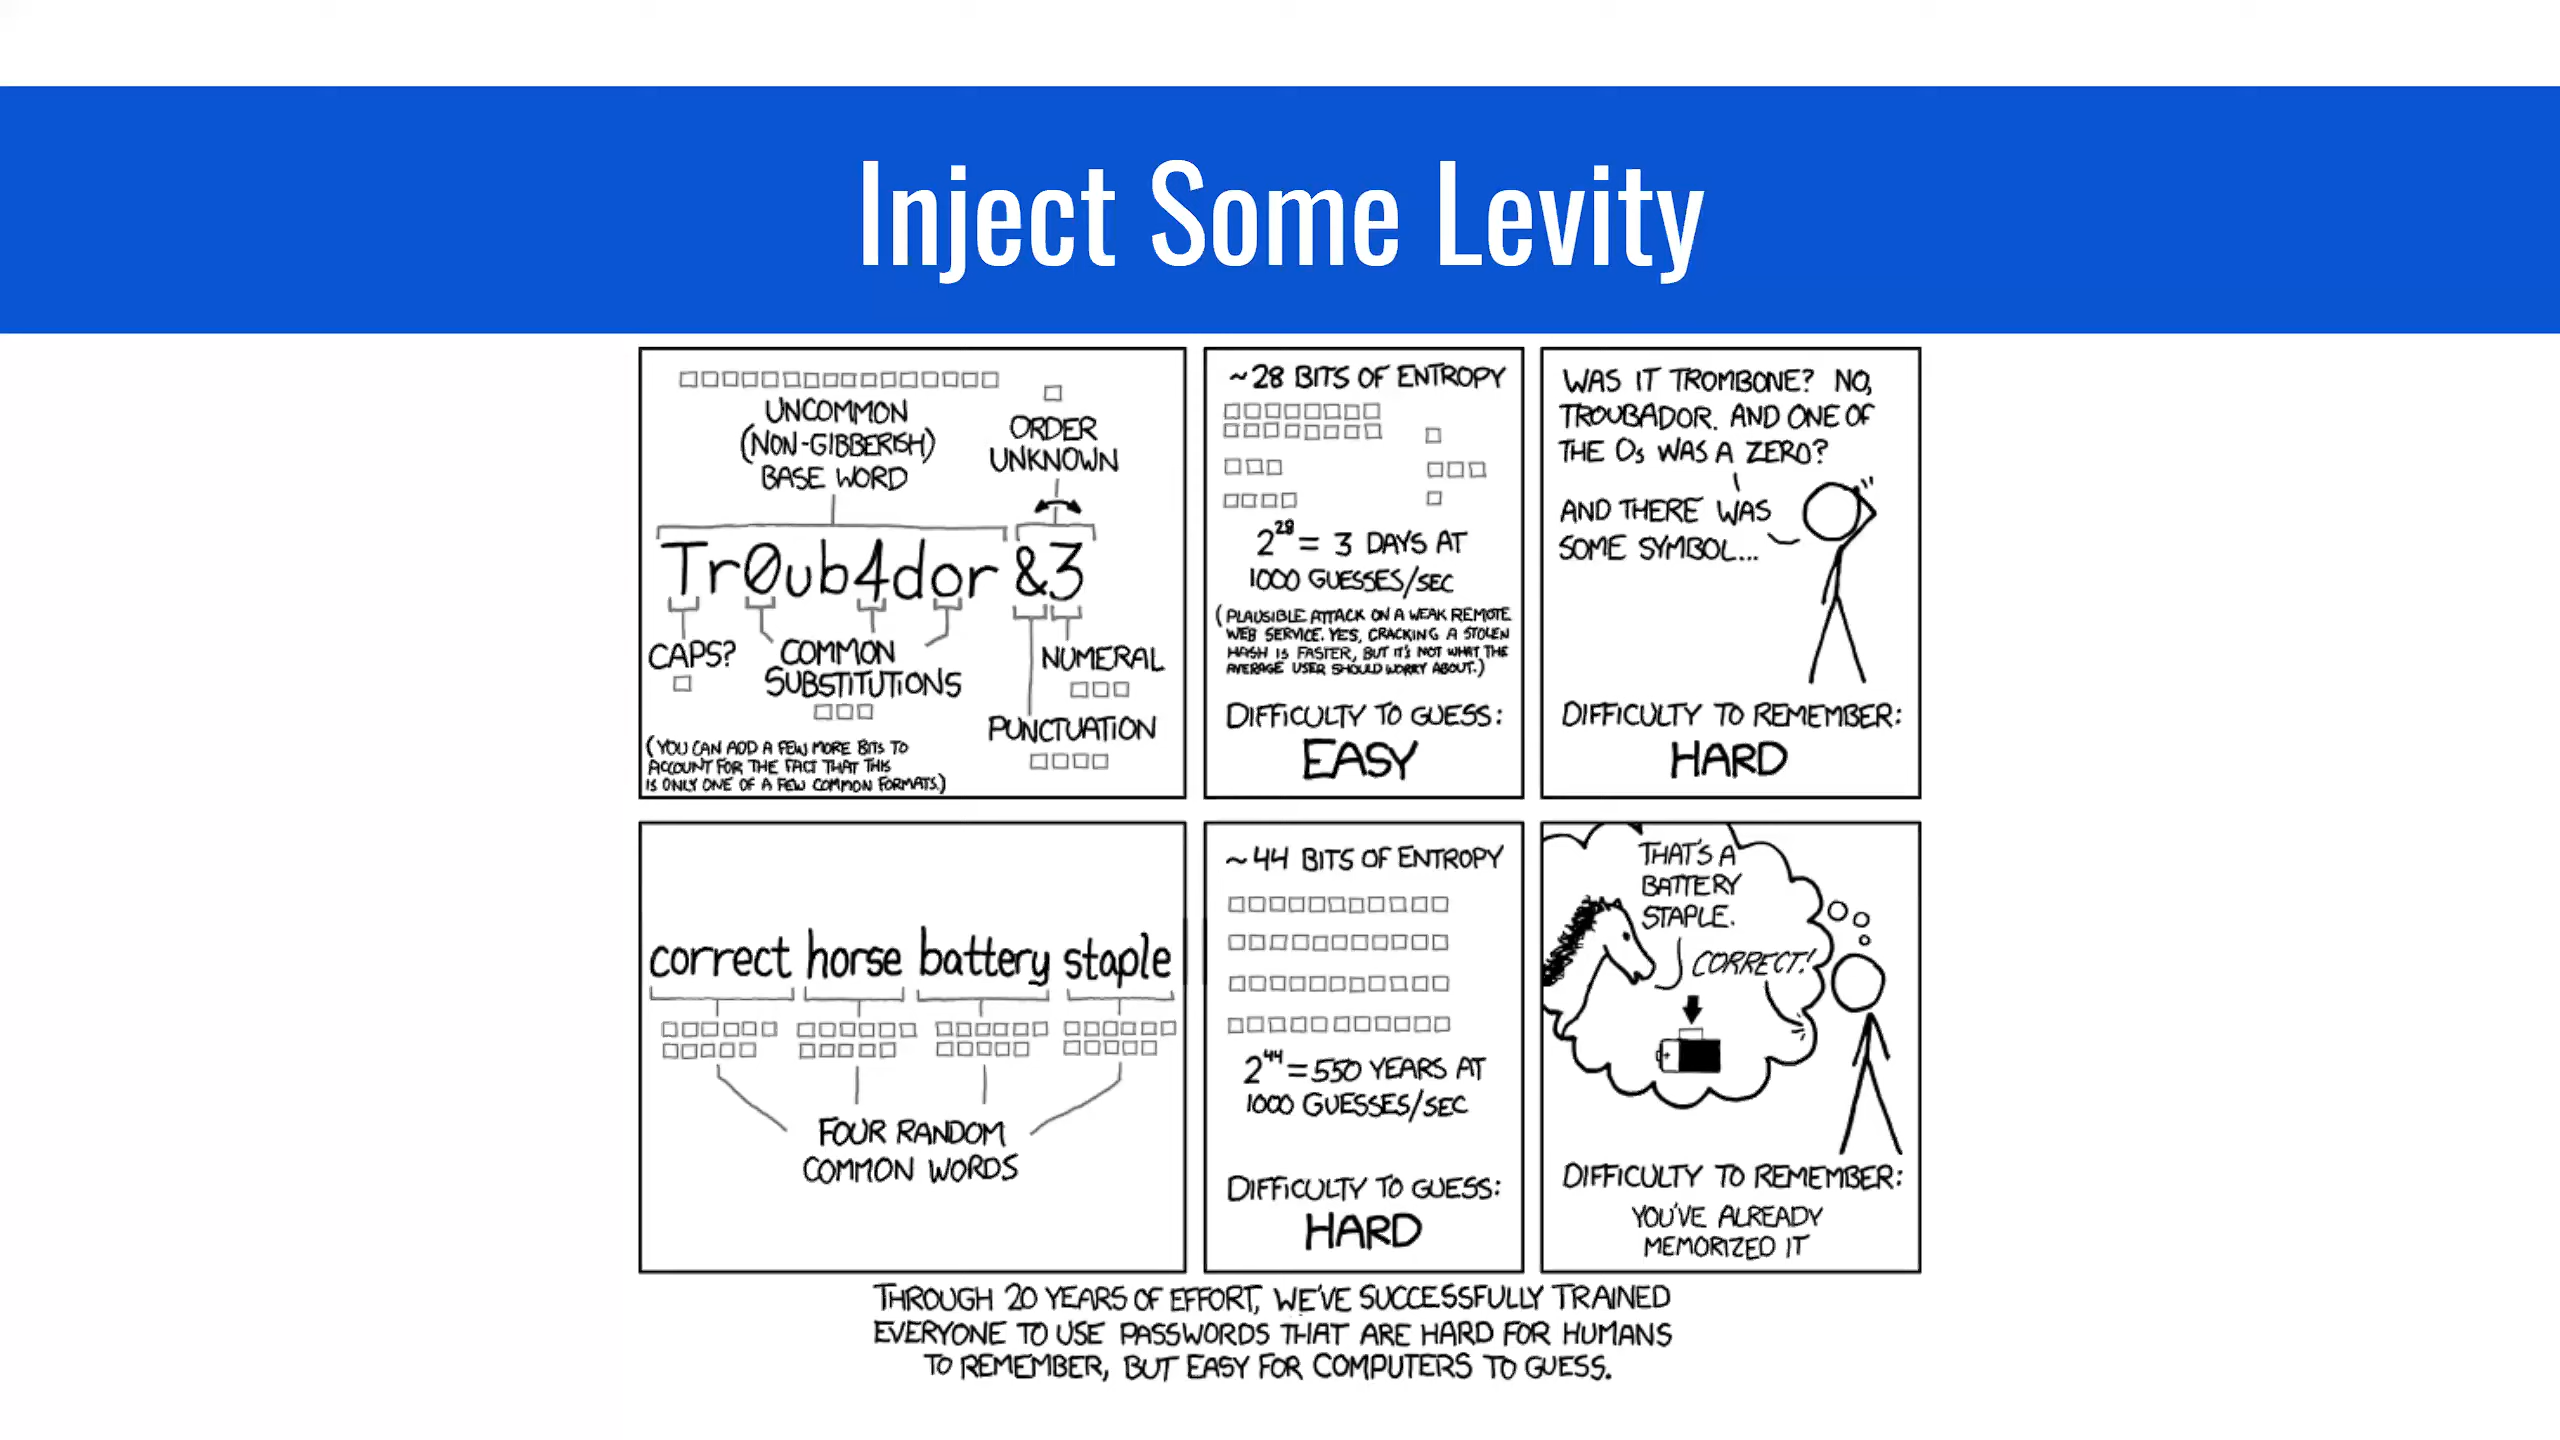 Inject Some Levity
UNCOMMON
(NON-GIBBERISH)
BASE WORD
ORDER
UNKNOWN
Tr0ub4dor &3
CAPS?
COMMON
SUBSTITUTIONS
NUMERAL
PUNCTUATION
(YOU CAN ADD A FEW MORE BITS TO
ACCOUNT FOR THE FACT THAT THIS
IS ONLY ONE OF A FEW COMMON FORMATS.)
~28 BITS OF ENTROPY
2^28 = 3 DAYS AT
1000 GUESSES/SEC
(PLAUSIBLE ATTACK ON A WEAK REMOTE
WEB SERVICE. YES, CRACKING A STOLEN
HASH IS FASTER, BUT IT'S NOT WHAT THE
AVERAGE USER SHOULD WORRY ABOUT.)
DIFFICULTY TO GUESS:
EASY
WAS IT TROMBONE? NO,
TROUBADOR. AND ONE OF
THE Os WAS A ZERO?
AND THERE WAS
SOME SYMBOL...
DIFFICULTY TO REMEMBER:
HARD
correct horse battery staple
FOUR RANDOM
COMMON WORDS
~44 BITS OF ENTROPY
2^44 = 550 YEARS AT
1000 GUESSES/SEC
DIFFICULTY TO GUESS:
HARD
THAT'S A
BATTERY
STAPLE.
CORRECT!
DIFFICULTY TO REMEMBER:
YOU'VE ALREADY
MEMORIZED IT
THROUGH 20 YEARS OF EFFORT, WE'VE SUCCESSFULLY TRAINED
EVERYONE TO USE PASSWORDS THAT ARE HARD FOR HUMANS
TO REMEMBER, BUT EASY FOR COMPUTERS TO GUESS.